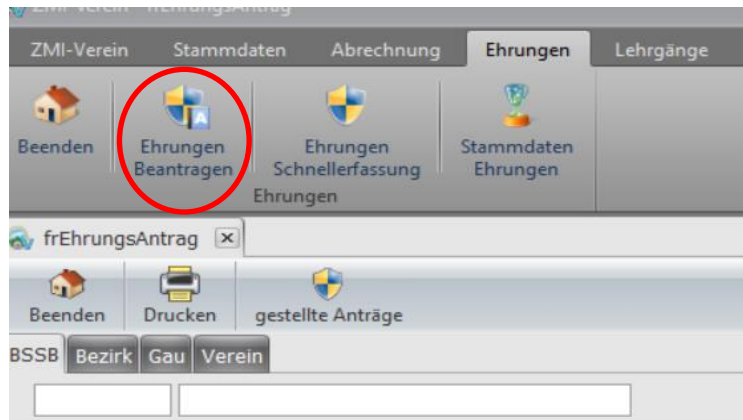 ZMI-Verein - frEhrungsAntrag
ZMI-Verein Stammdaten Abrechnung Ehrungen Lehrgänge
Beenden Ehrungen Beantragen Ehrungen Schnellerfassung Stammdaten Ehrungen
Ehrungen
frEhrungsAntrag
Beenden Drucken gestellte Anträge
BSSB Bezirk Gau Verein